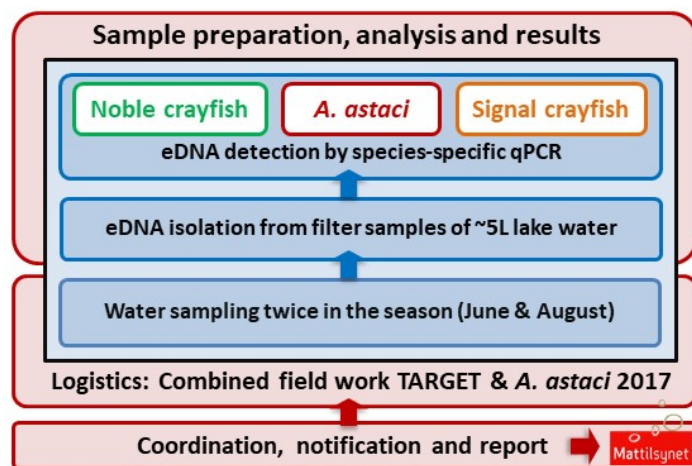 Sample preparation, analysis and results
Noble crayfish A. astaci Signal crayfish
eDNA detection by species-specific qPCR
eDNA isolation from filter samples of ~5L lake water
Water sampling twice in the season (June & August)
Logistics: Combined field work TARGET & A. astaci 2017
Coordination, notification and report
Mattilsynet